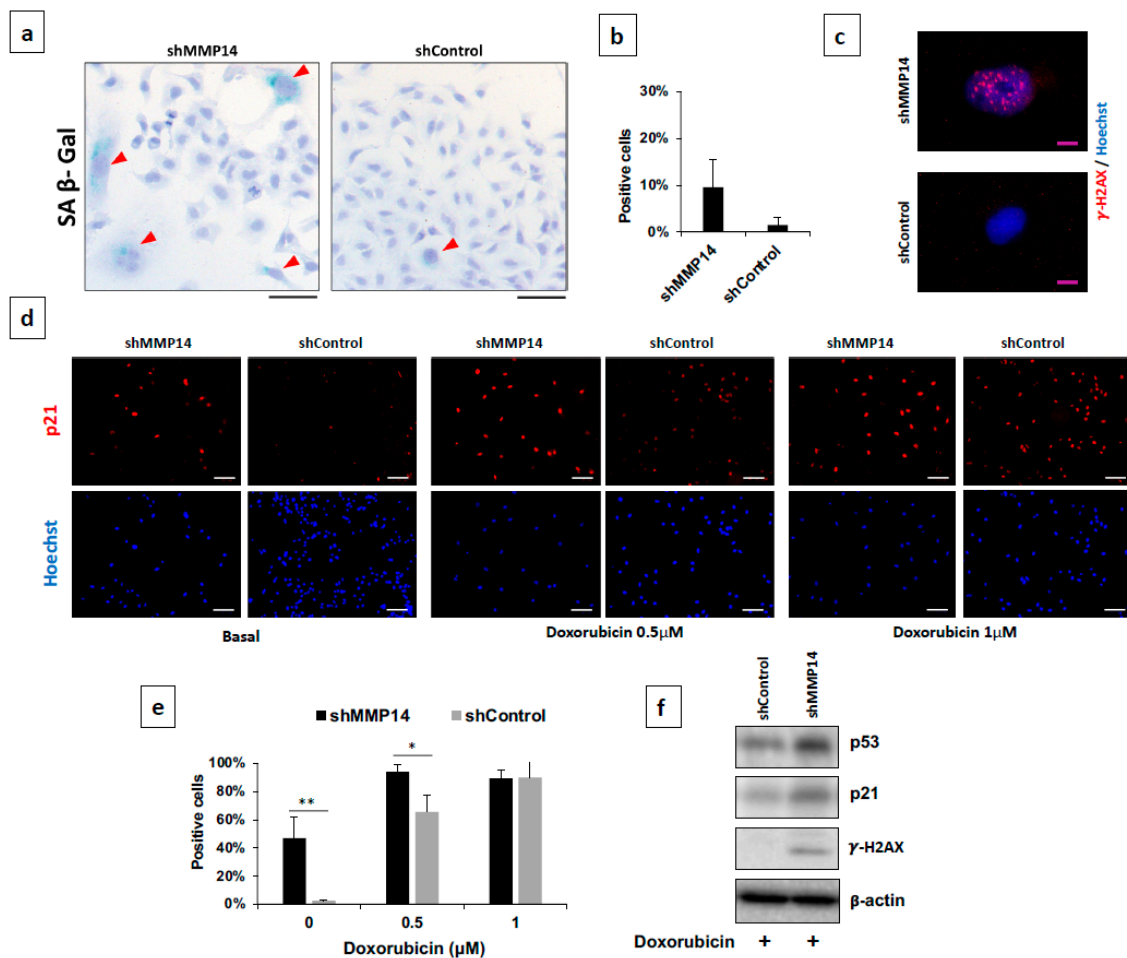 a
shMMP14 shControl
SA β- Gal
b
30%
20%
10%
0%
Positive cells
shMMP14
shControl
c
shMMP14
shControl
γ-H2AX / Hoechst
d
shMMP14 shControl shMMP14 shControl shMMP14 shControl
p21
Hoechst
Basal Doxorubicin 0.5μM Doxorubicin 1μM
e
shMMP14 shControl
100%
80%
60%
40%
20%
0%
Positive cells
**
*
0 0.5 1
Doxorubicin (μM)
f
shControl
shMMP14
p53
p21
γ-H2AX
β-actin
Doxorubicin + +